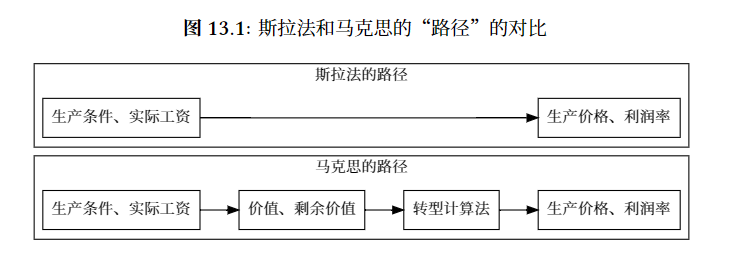 图 13.1: 斯拉法和马克思的“路径”的对比
斯拉法的路径
生产条件、实际工资
生产价格、利润率
马克思的路径
生产条件、实际工资
价值、剩余价值
转型计算法
生产价格、利润率